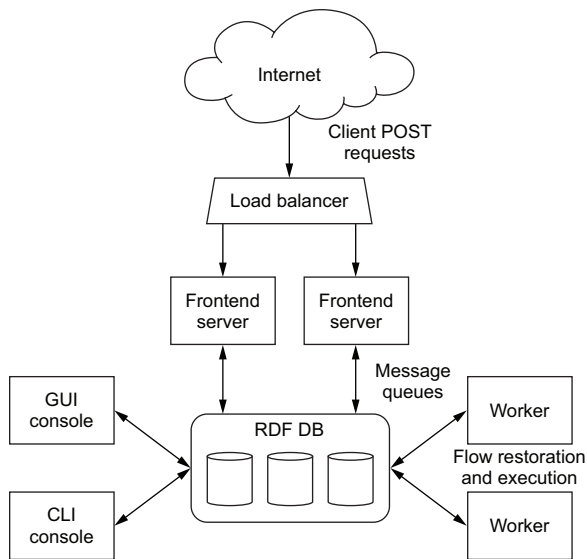 Internet
Client POST
requests
Load balancer
Frontend
server
Frontend
server
Message
queues
GUI
console
RDF DB
Worker
Flow restoration
and execution
CLI
console
Worker